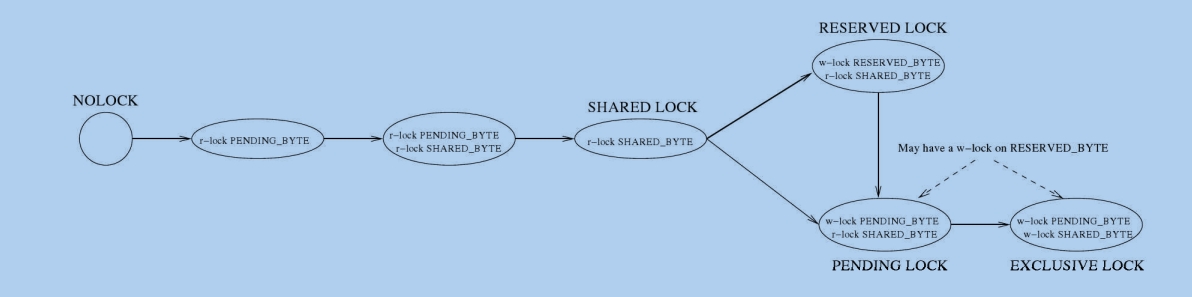 NOLOCK
r−lock PENDING_BYTE
r−lock PENDING_BYTE
r−lock SHARED_BYTE
SHARED LOCK
r−lock SHARED_BYTE
RESERVED LOCK
w−lock RESERVED_BYTE
r−lock SHARED_BYTE
May have a w−lock on RESERVED_BYTE
w−lock PENDING_BYTE
r−lock SHARED_BYTE
PENDING LOCK
w−lock PENDING_BYTE
w−lock SHARED_BYTE
EXCLUSIVE LOCK